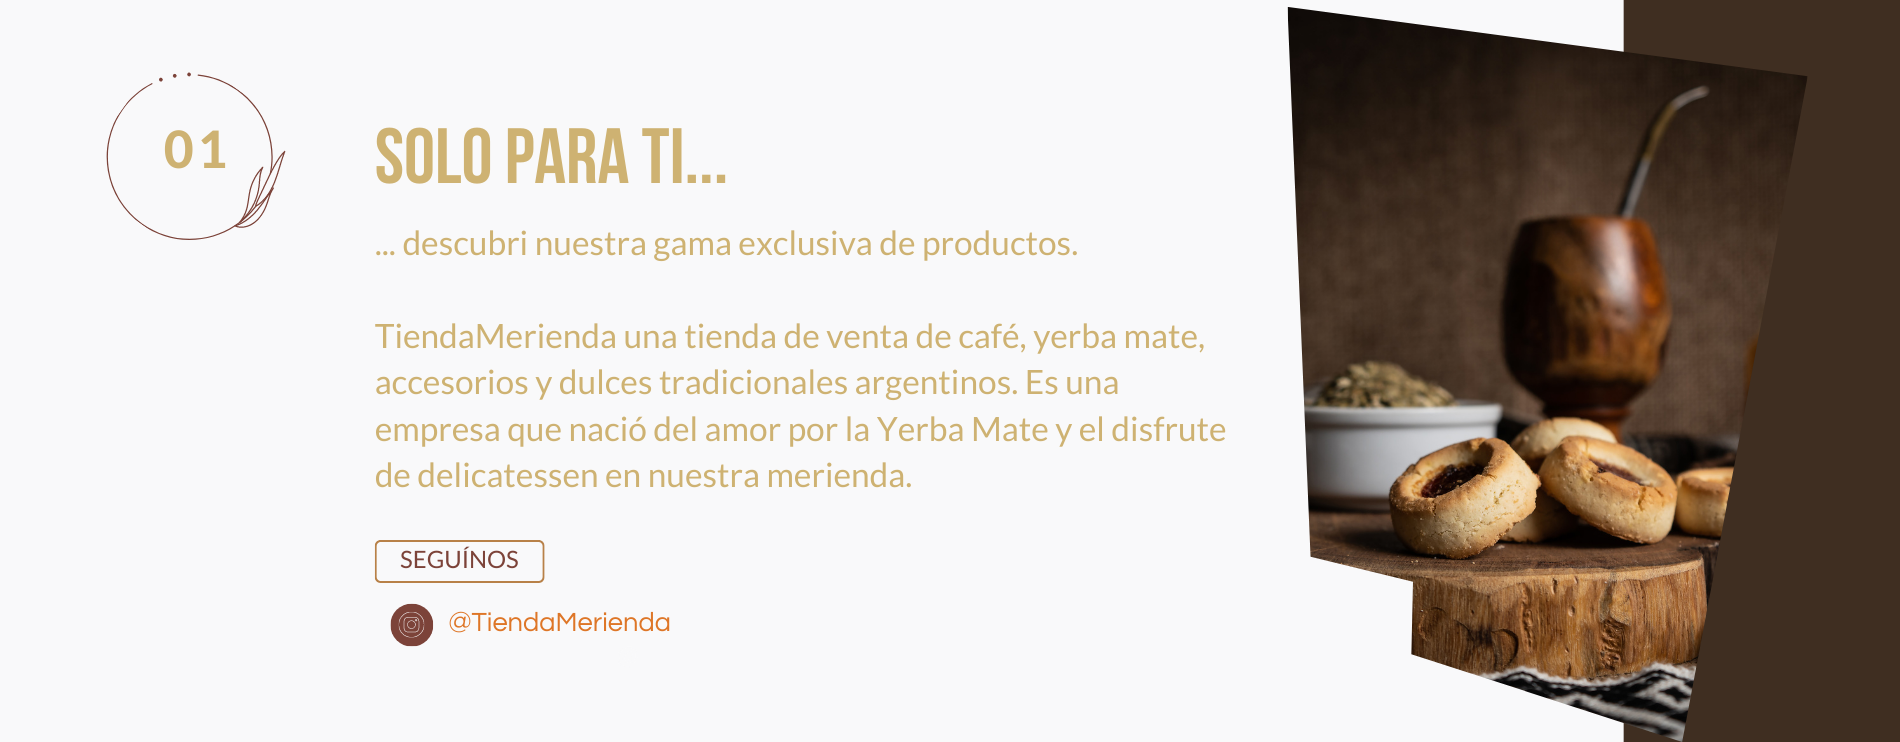 01
SOLO PARA TI...
... descubri nuestra gama exclusiva de productos.
TiendaMerienda una tienda de venta de café, yerba mate,
accesorios y dulces tradicionales argentinos. Es una
empresa que nació del amor por la Yerba Mate y el disfrute
de delicatessen en nuestra merienda.
SEGUÍNOS
@TiendaMerienda